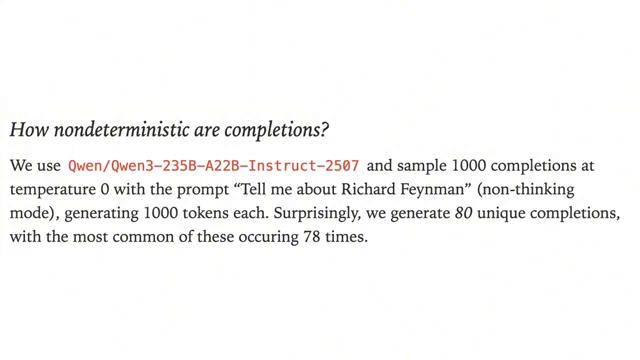 How nondeterministic are completions?
We use Qwen/Qwen3-235B-A22B-Instruct-2507 and sample 1000 completions at
temperature 0 with the prompt “Tell me about Richard Feynman” (non-thinking
mode), generating 1000 tokens each. Surprisingly, we generate 80 unique completions,
with the most common of these occuring 78 times.